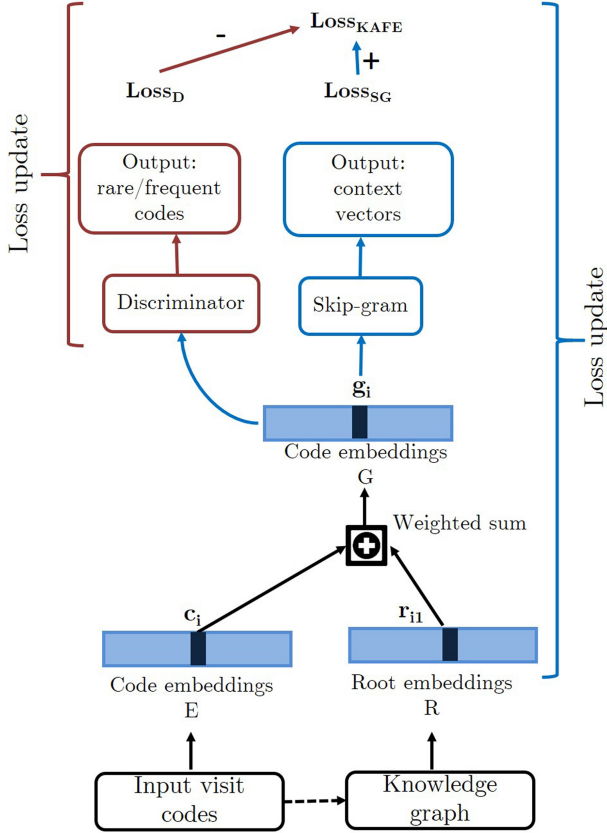 Loss_KAFE
-
+
Loss_D
Loss_SG
Loss update
Output:
rare/frequent
codes
Output:
context
vectors
Discriminator
Skip-gram
Loss update
g_i
Code embeddings
G
Weighted sum
c_i
r_i1
Code embeddings
E
Root embeddings
R
Input visit
codes
Knowledge
graph